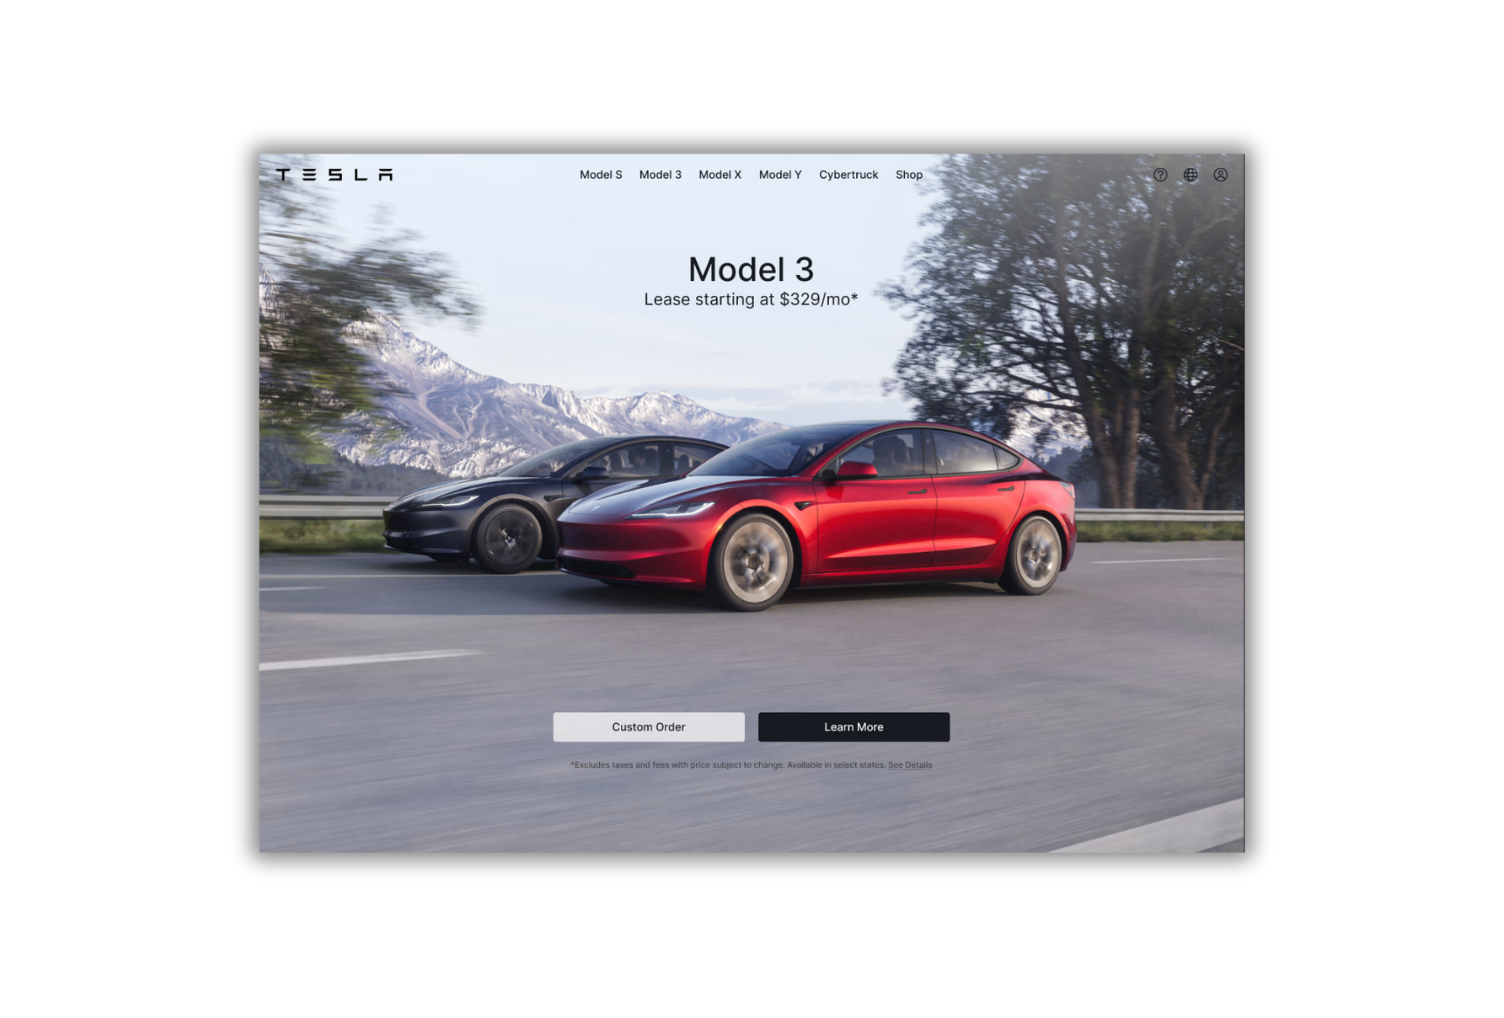 TESLA
Model S Model 3 Model X Model Y Cybertruck Shop
Model 3
Lease starting at $329/mo*
Custom Order Learn More
*Excludes taxes and fees with price subject to change. Available in select states. See Details